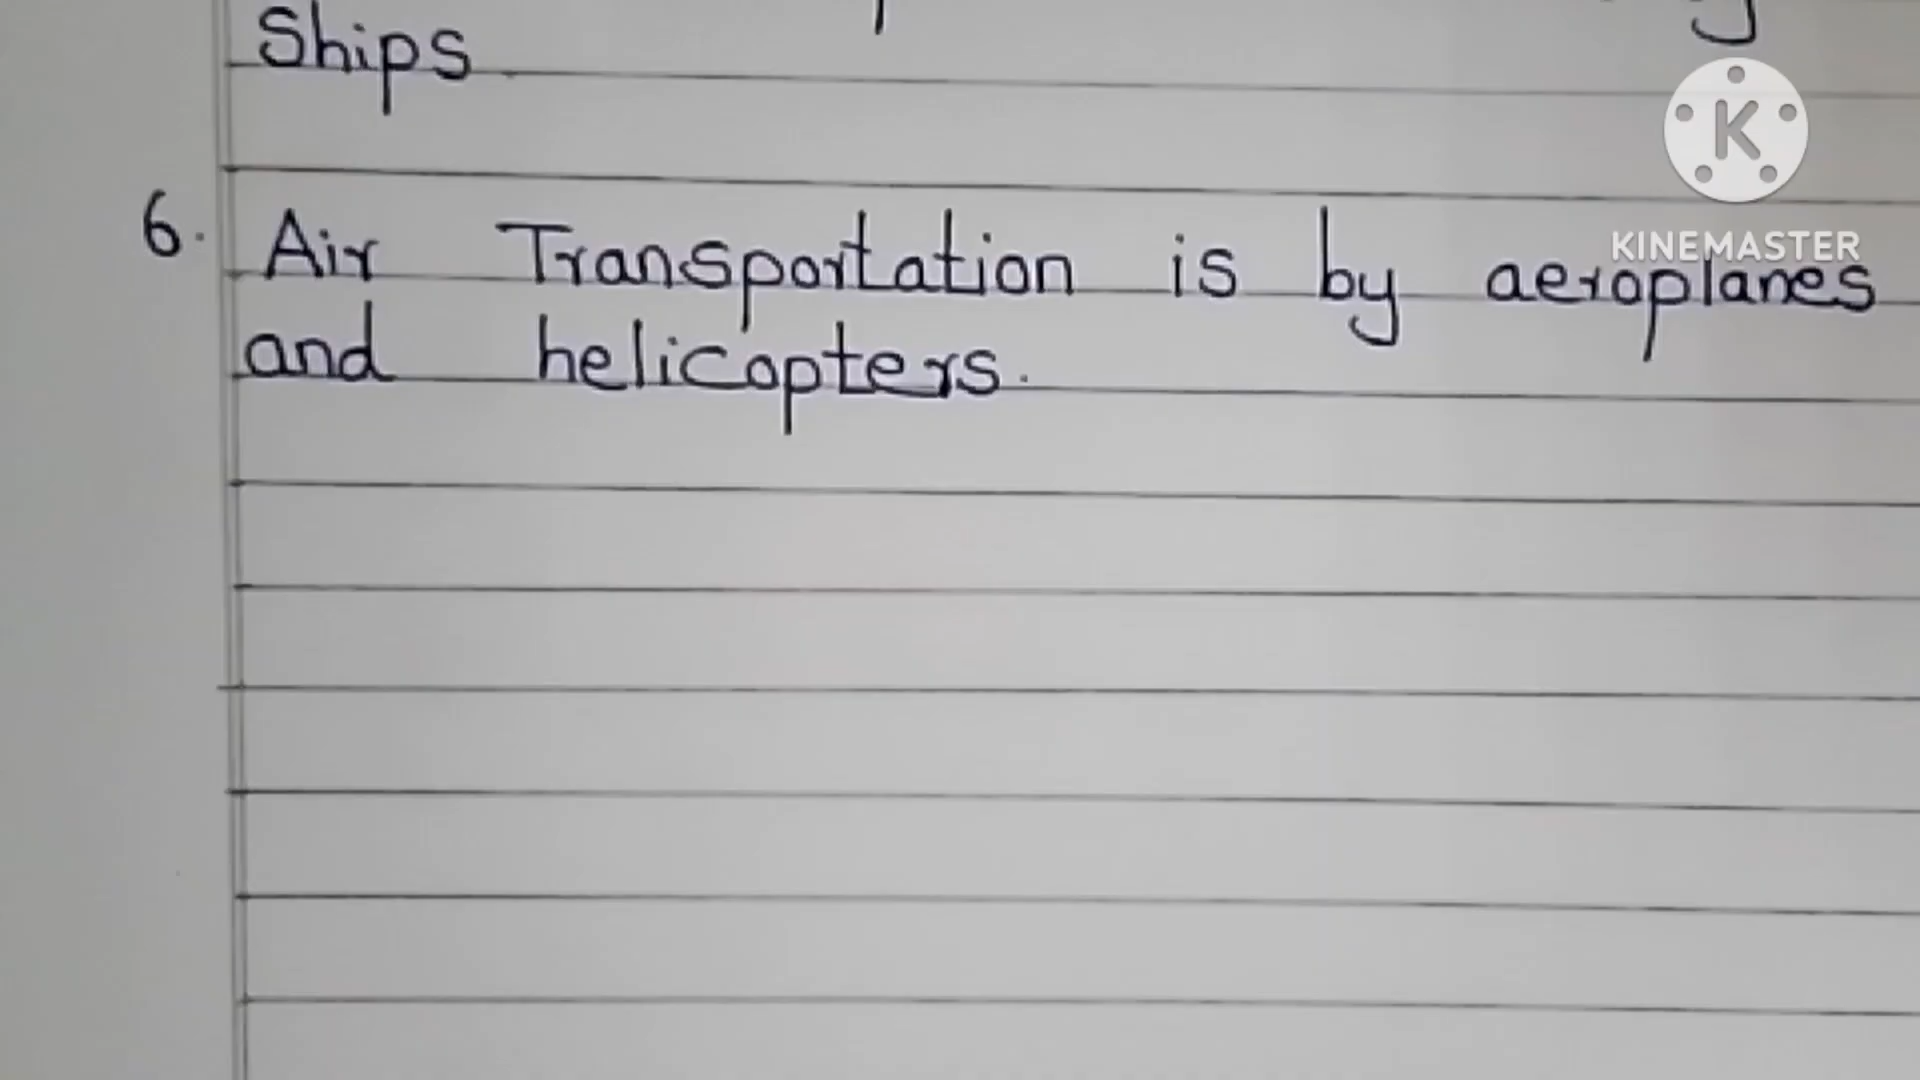 Ships
6. Air Transportation is by aeroplanes
and helicopters.
K
KINEMASTER